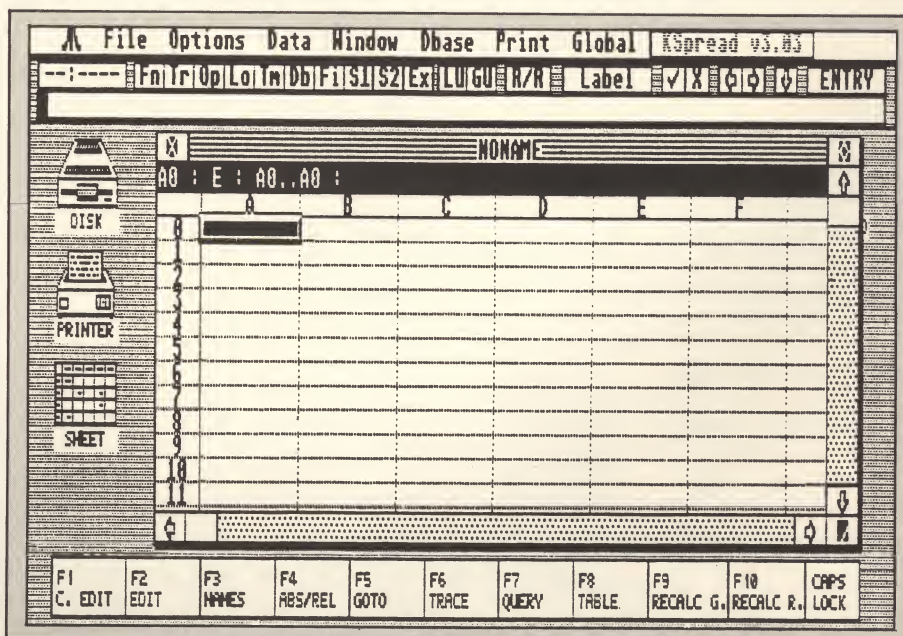 File Options Data Window Dbase Print Global KSpread v3.03
--:---- Fn Tr Op Lo Tm Db Fi S1 S2 Ex LU GU R/R Label ENTRY
NONAME
A0 : E : A0..A0 :
A B C D E F
0
1
2
3
4
5
6
7
8
9
10
11
DISK
PRINTER
SHEET
F1 F2 F3 F4 F5 F6 F7 F8 F9 F10 CAPS
C. EDIT EDIT NAMES ABS/REL GOTO TRACE QUERY TABLE RECALC G. RECALC R. LOCK